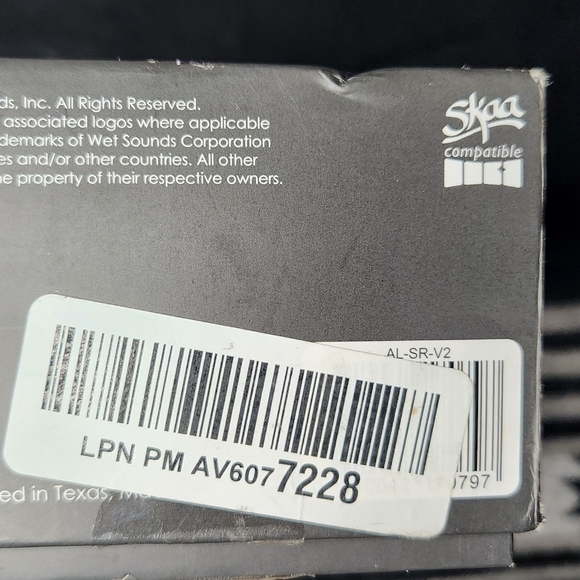 ds, Inc. All Rights Reserved.
associated logos where applicable
demarks of Wet Sounds Corporation
es and/or other countries. All other
e property of their respective owners.
skaa
compatible
AL-SR-V2
LPN PM AV6077228
0797
ed in Texas,